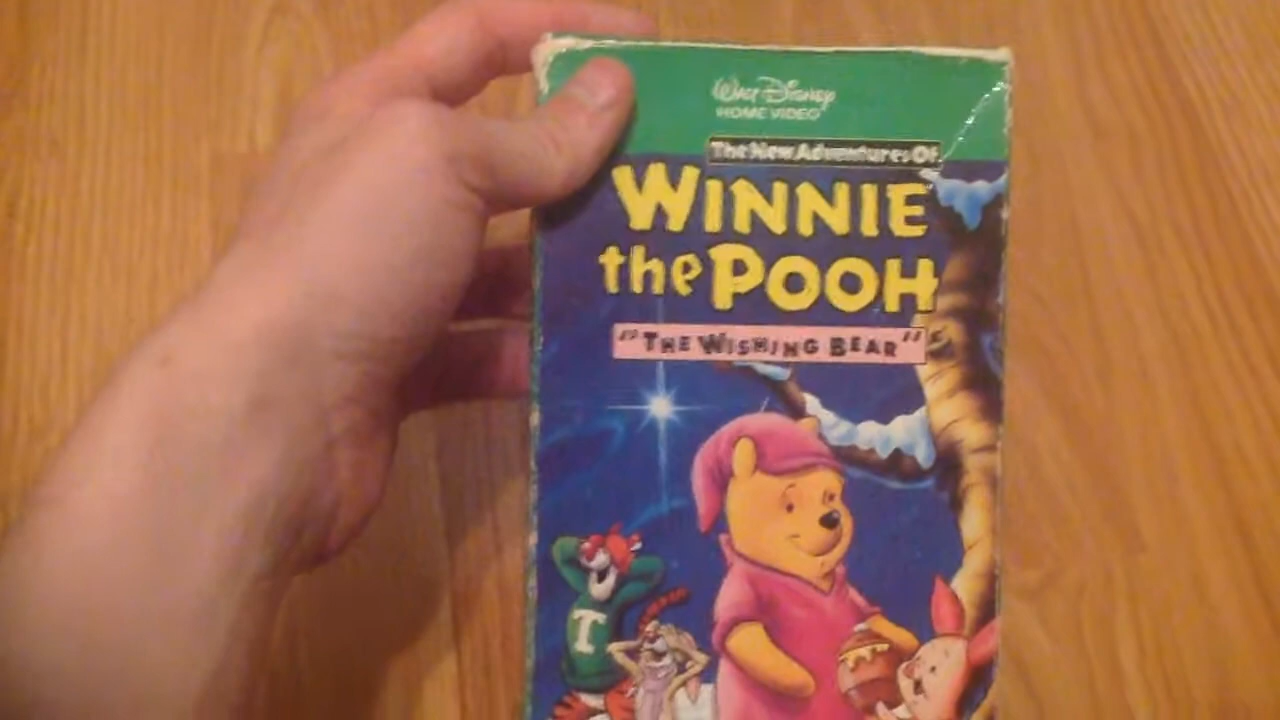 Walt Disney
HOME VIDEO
The New Adventures Of
WINNIE
the POOH
"THE WISHING BEAR"
T